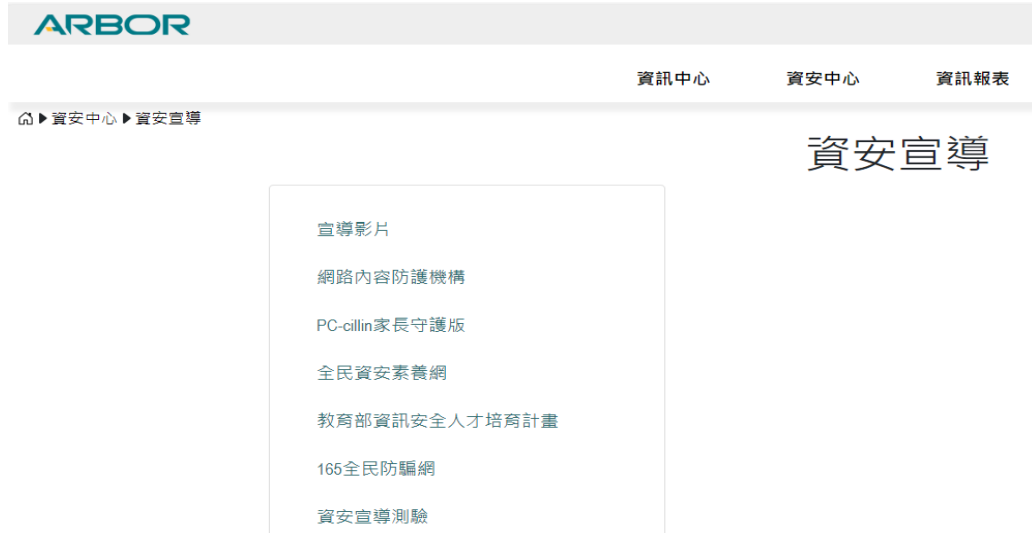 ARBOR
資訊中心 資安中心 資訊報表
資安中心 資安宣導
資安宣導
宣導影片
網路內容防護機構
PC-cillin家長守護版
全民資安素養網
教育部資訊安全人才培育計畫
165全民防騙網
資安宣導測驗